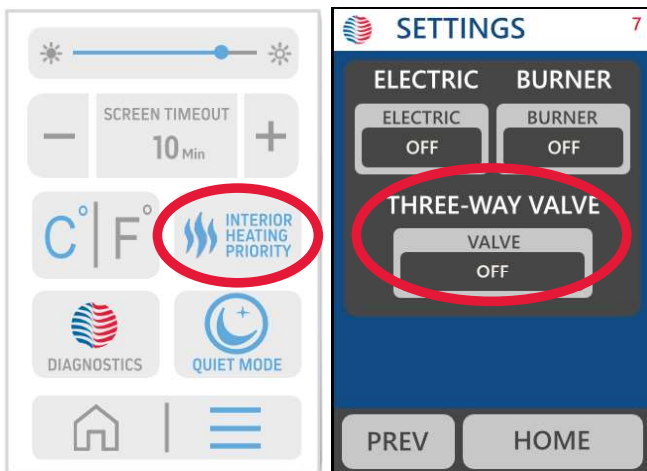 SCREEN TIMEOUT
− 10 Min +
C° | F°
INTERIOR
HEATING
PRIORITY
DIAGNOSTICS
QUIET MODE
SETTINGS 7
ELECTRIC BURNER
ELECTRIC BURNER
OFF OFF
THREE-WAY VALVE
VALVE
OFF
PREV HOME